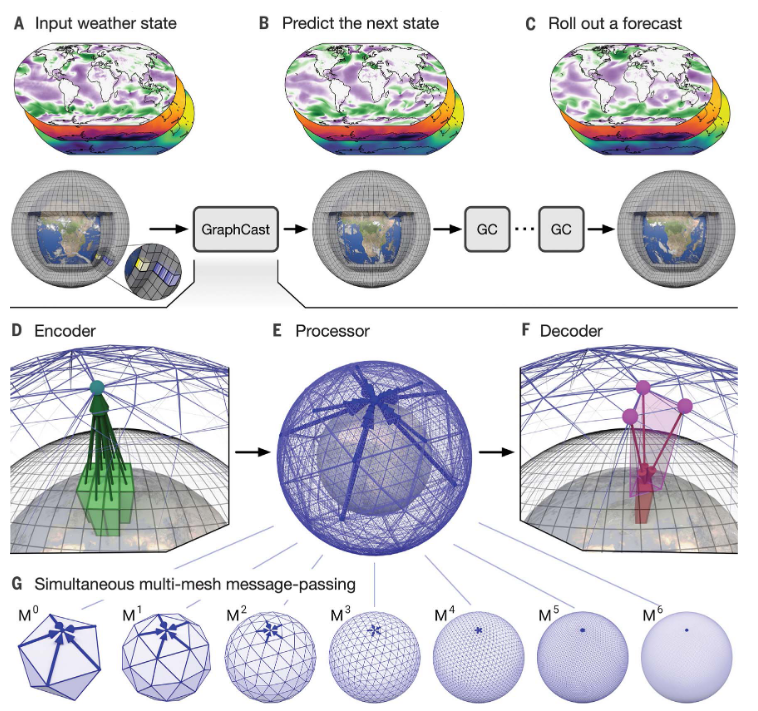 A Input weather state
B Predict the next state
C Roll out a forecast
GraphCast
GC
...
GC
D Encoder
E Processor
F Decoder
G Simultaneous multi-mesh message-passing
M⁰
M¹
M²
M³
M⁴
M⁵
M⁶